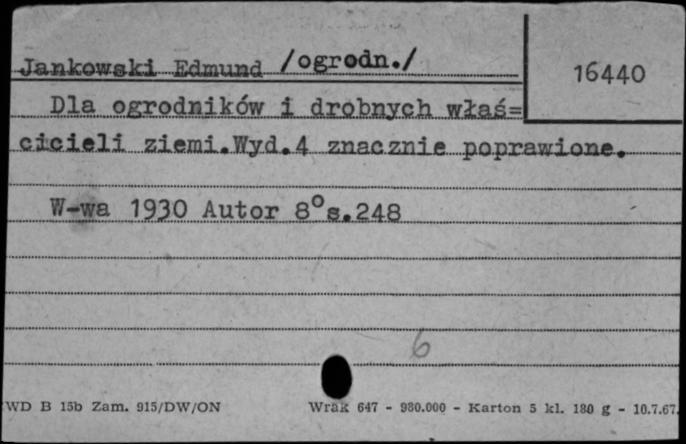 Jankowski Edmund /ogrodn./
16440
Dla ogrodników i drobnych właś=
cicieli ziemi.Wyd.4 znacznie poprawione.
W-wa 1930 Autor 8°s.248
6
WD B 15b Zam. 915/DW/ON
Wrak 647 - 980.000 - Karton 5 kl. 180 g - 10.7.67.